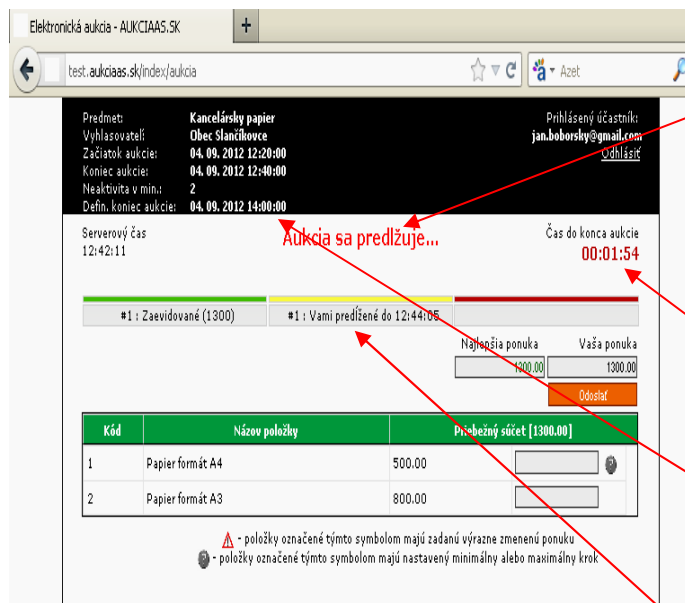 Elektronická aukcia - AUKCIAAS.SK
+
test.aukciaas.sk/index/aukcia
Azet
Predmet: Kancelársky papier
Vyhlasovateľ: Obec Slančíkovce
Začiatok aukcie: 04. 09. 2012 12:20:00
Koniec aukcie: 04. 09. 2012 12:40:00
Neaktivita v min.: 2
Defin. koniec aukcie: 04. 09. 2012 14:00:00
Prihlásený účastník:
jan.boborsky@gmail.com
Odhlásiť
Serverový čas
12:42:11
Aukcia sa predlžuje...
Čas do konca aukcie
00:01:54
#1 : Zaevidované (1300)
#1 : Vami predĺžené do 12:44:05
Najlepšia ponuka Vaša ponuka
1300.00 1300.00
Odoslať
Kód Názov položky Priebežný súčet [1300.00]
1 Papier formát A4 500.00
2 Papier formát A3 800.00
- položky označené týmto symbolom majú zadanú výrazne zmenenú ponuku
- položky označené týmto symbolom majú nastavený minimálny alebo maximálny krok